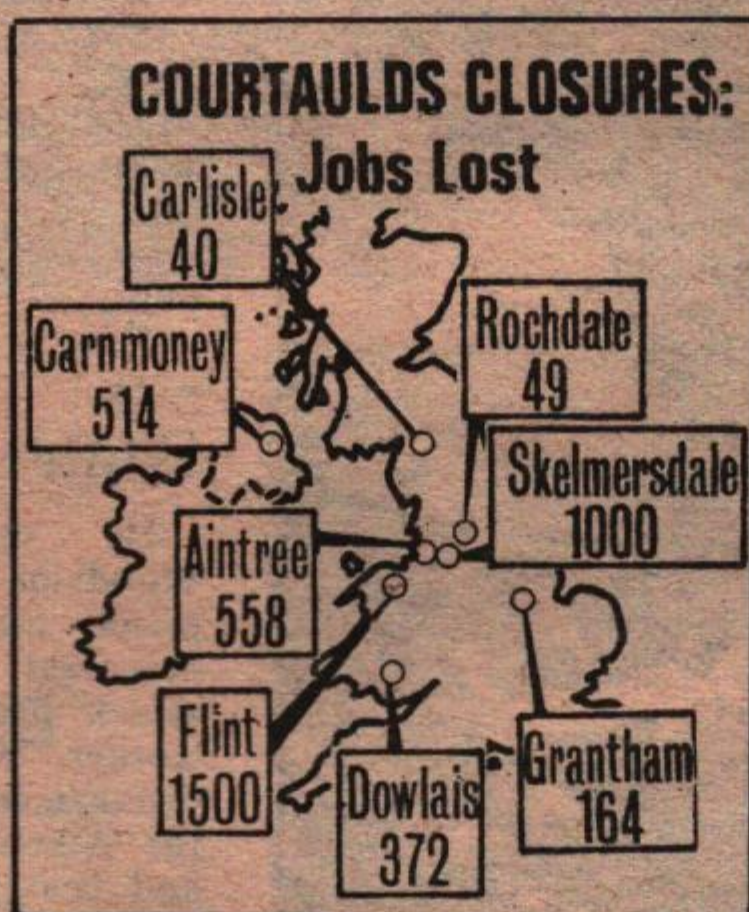 COURTAULDS CLOSURES:
Jobs Lost
Carlisle
40
Carnmoney
514
Rochdale
49
Skelmersdale
1000
Aintree
558
Flint
1500
Dowlais
372
Grantham
164